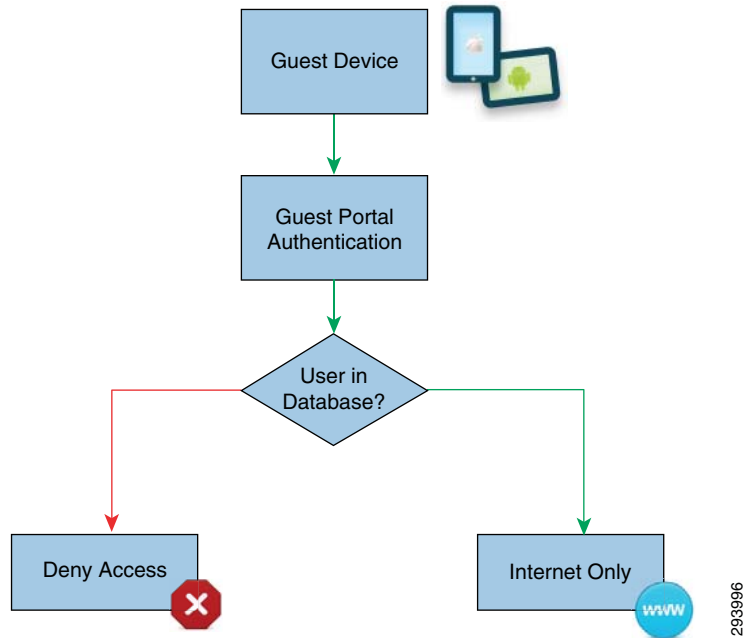 Guest Device
Guest Portal
Authentication
User in
Database?
Deny Access
Internet Only
www
293996